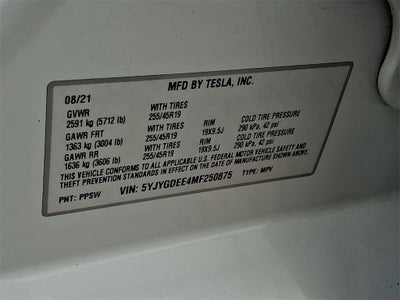 MFD BY TESLA, INC.
08/21
GVWR WITH TIRES RIM COLD TIRE PRESSURE
2591 kg (5712 lb) 255/45R19 19X9.5J 290 kPa, 42 psi
GAWR FRT WITH TIRES RIM COLD TIRE PRESSURE
1363 kg (3004 lb) 255/45R19 19X9.5J 290 kPa, 42 psi
GAWR RR
1636 kg (3606 lb)
THIS VEHICLE CONFORMS TO ALL APPLICABLE U.S. FEDERAL MOTOR VEHICLE SAFETY AND
THEFT PREVENTION STANDARDS IN EFFECT ON THE DATE OF MANUFACTURE SHOWN ABOVE.
PNT: PPSW VIN: 5YJYGDEE4MF250875 TYPE: MPV